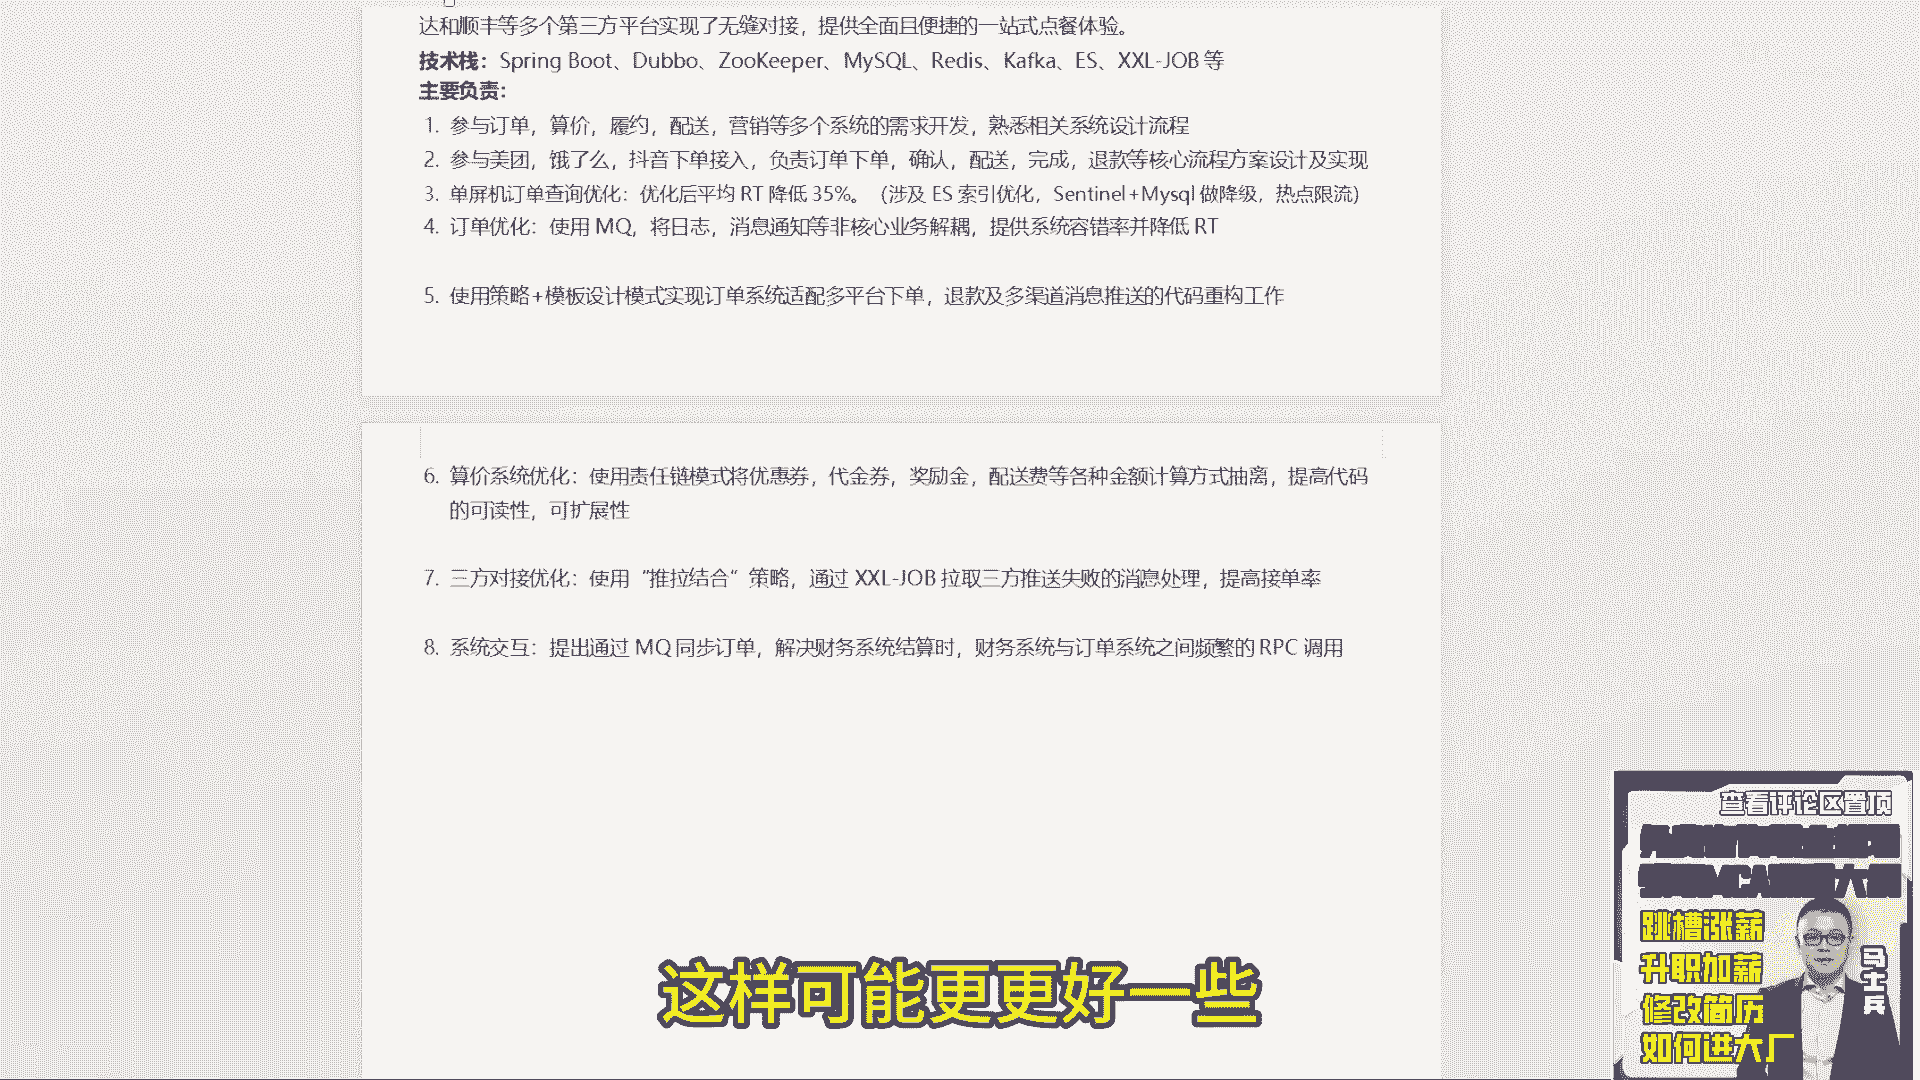 达和顺丰等多个第三方平台实现了无缝对接，提供全面且便捷的一站式点餐体验。
技术栈：Spring Boot、Dubbo、ZooKeeper、MySQL、Redis、Kafka、ES、XXL-JOB 等
主要负责：
1. 参与订单，算价，履约，配送，营销等多个系统的需求开发，熟悉相关系统设计流程
2. 参与美团，饿了么，抖音下单接入，负责订单下单，确认，配送，完成，退款等核心流程方案设计及实现
3. 单屏机订单查询优化：优化后平均 RT 降低 35%。（涉及 ES 索引优化，Sentinel+Mysql 做降级，热点限流）
4. 订单优化：使用 MQ，将日志，消息通知等非核心业务解耦，提供系统容错率并降低 RT
5. 使用策略+模板设计模式实现订单系统适配多平台下单，退款及多渠道消息推送的代码重构工作
6. 算价系统优化：使用责任链模式将优惠券，代金券，奖励金，配送费等各种金额计算方式抽离，提高代码
的可读性，可扩展性
7. 三方对接优化：使用“推拉结合“策略，通过 XXL-JOB 拉取三方推送失败的消息处理，提高接单率
8. 系统交互：提出通过 MQ 同步订单，解决财务系统结算时，财务系统与订单系统之间频繁的 RPC 调用
这样可能更更好一些
查看评论区置顶
跳槽涨薪
升职加薪
修改简历
如何进大厂
马士兵